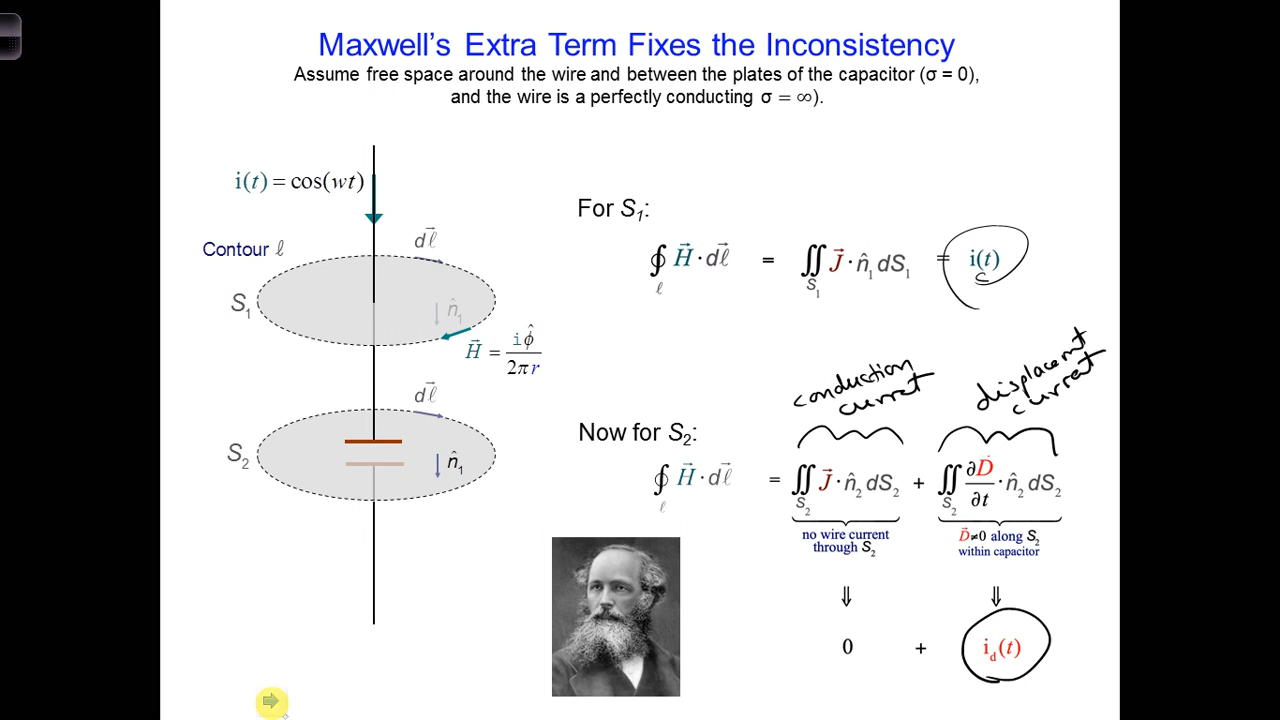 Maxwell's Extra Term Fixes the Inconsistency
Assume free space around the wire and between the plates of the capacitor (σ = 0),
and the wire is a perfectly conducting σ = ∞).
i(t) = cos(wt)
dℓ⃗
Contour ℓ
S₁
n̂₁
H⃗ = iϕ̂ / 2πr
dℓ⃗
S₂
n̂₁
For S₁:
∮ℓ H⃗ · dℓ⃗ = ∬S₁ J⃗ · n̂₁ dS₁ = i(t)
c
conduction
current
displacement
current
Now for S₂:
∮ℓ H⃗ · dℓ⃗ = ∬S₂ J⃗ · n̂₂ dS₂ + ∬S₂ ∂D⃗/∂t · n̂₂ dS₂
no wire current
through S₂
D⃗≠0 along S₂
within capacitor
⇓ ⇓
0 + i_d(t)